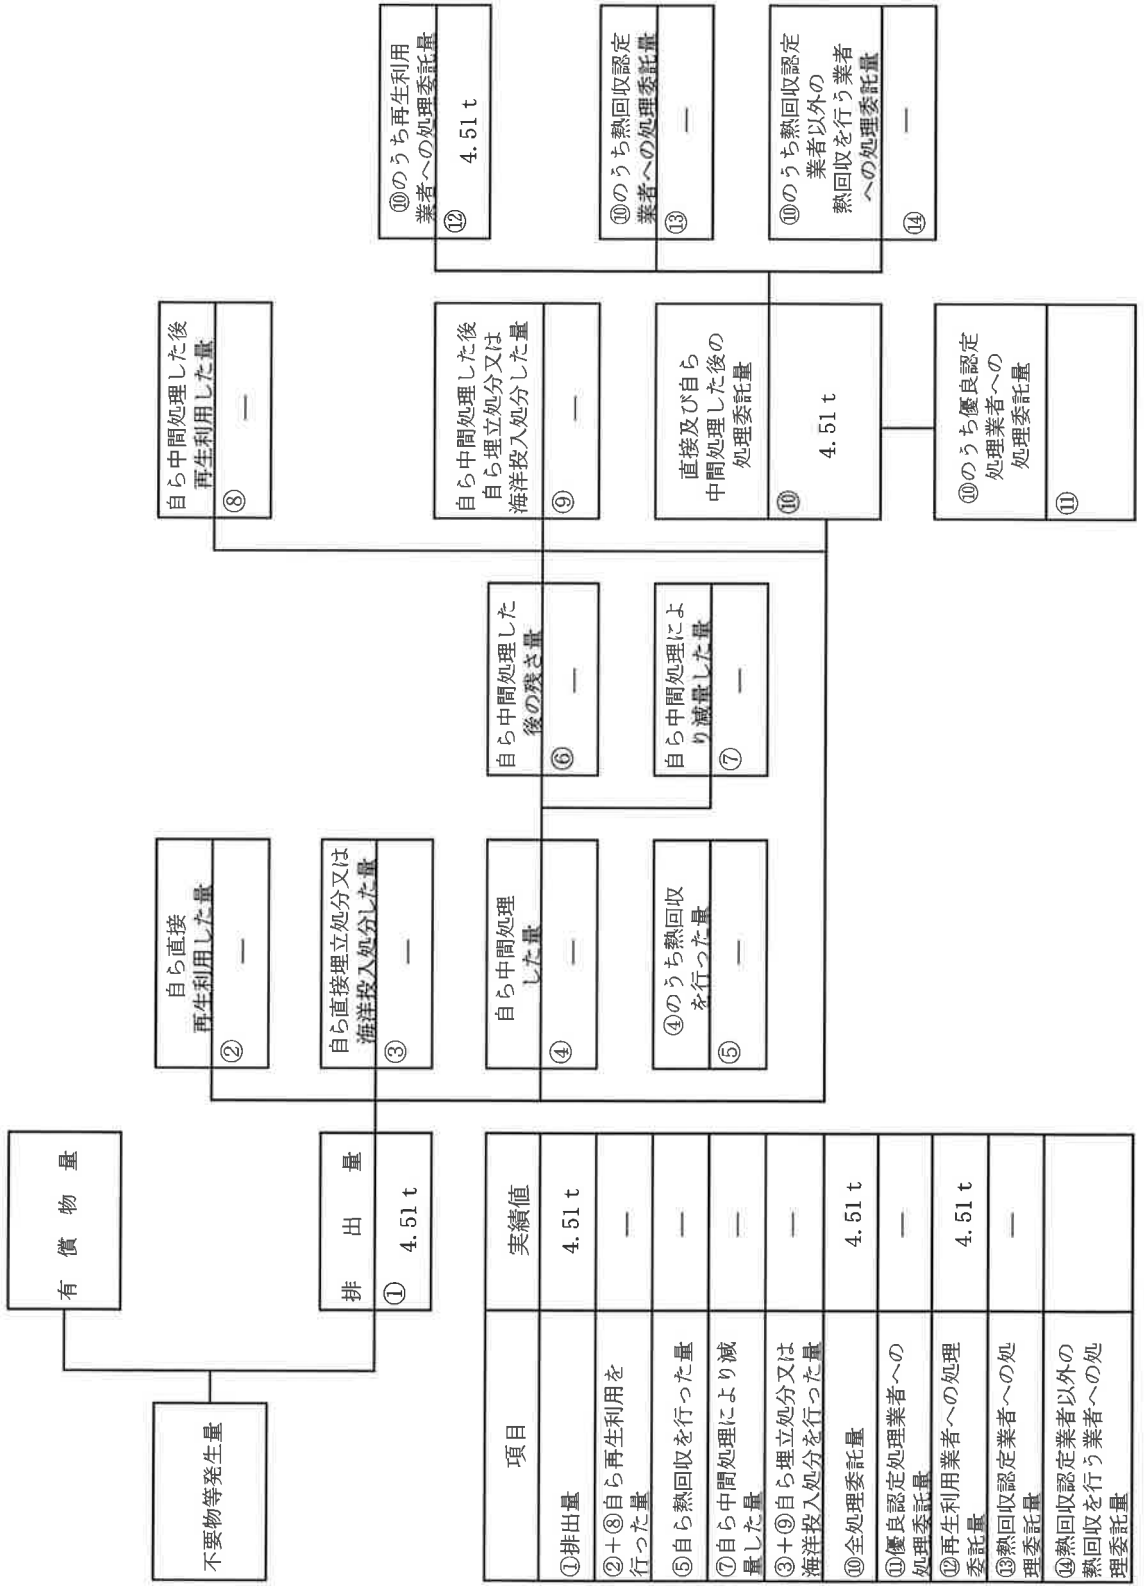 有償物量
不要物等発生量
排出量
① 4.51 t
自ら直接
再生利用した量
② ―
自ら直接埋立処分又は
海洋投入処分した量
③ ―
自ら中間処理
した量
④ ―
④のうち熱回収
を行った量
⑤ ―
自ら中間処理した
後の残さ量
⑥ ―
自ら中間処理によ
り減量した量
⑦ ―
自ら中間処理した後
再生利用した量
⑧ ―
自ら中間処理した後
自ら埋立処分又は
海洋投入処分した量
⑨ ―
直接及び自ら
中間処理した後の
処理委託量
⑩ 4.51 t
⑩のうち優良認定
処理業者への
処理委託量
⑪
⑩のうち再生利用
業者への処理委託量
⑫ 4.51 t
⑩のうち熱回収認定
業者への処理委託量
⑬ ―
⑩のうち熱回収認定
業者以外の
熱回収を行う業者
への処理委託量
⑭ ―
項目 実績値
①排出量 4.51 t
②+⑧自ら再生利用を
行った量 ―
⑤自ら熱回収を行った量 ―
⑦自ら中間処理により減
量した量 ―
③+⑨自ら埋立処分又は
海洋投入処分を行った量 ―
⑩全処理委託量 4.51 t
⑪優良認定処理業者への
処理委託量 ―
⑫再生利用業者への処理
委託量 4.51 t
⑬熱回収認定業者への処
理委託量 ―
⑭熱回収認定業者以外の
熱回収を行う業者への処
理委託量